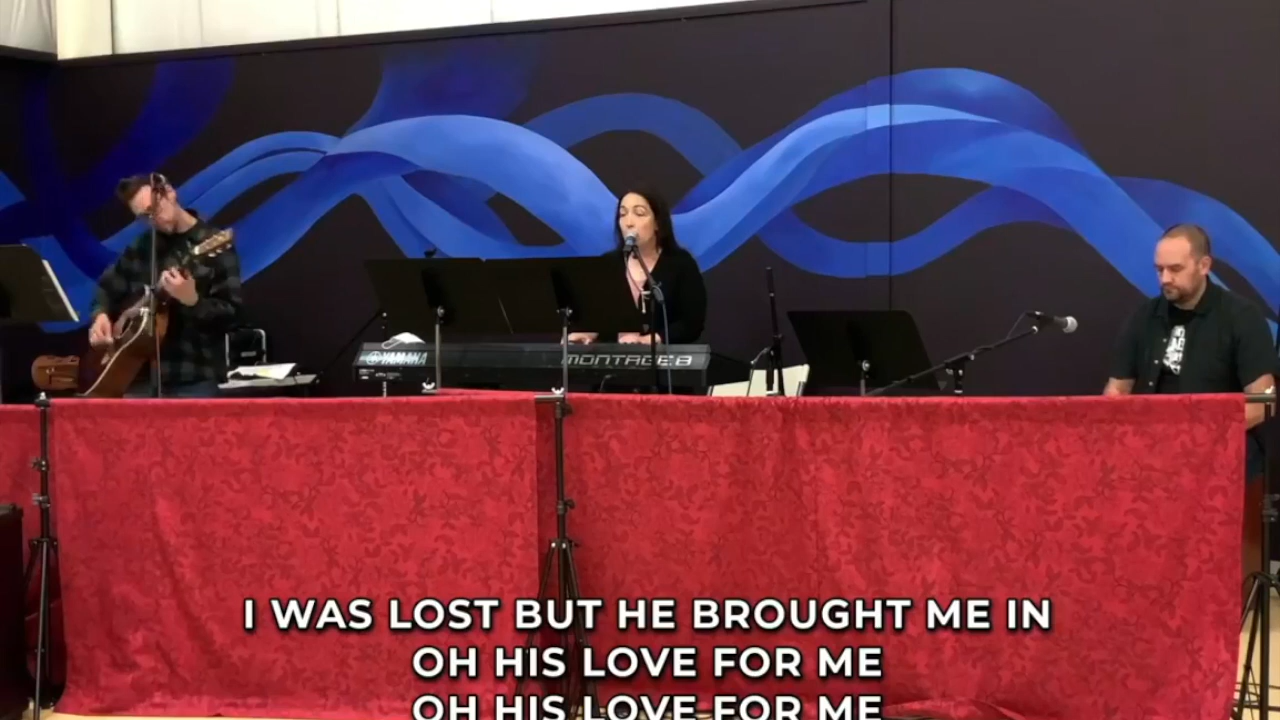 YAMAHA
MONTAGE8
I WAS LOST BUT HE BROUGHT ME IN
OH HIS LOVE FOR ME
OH HIS LOVE FOR ME